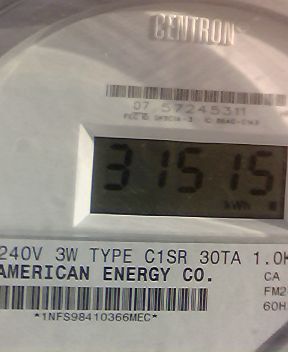 CENTRON
07 57245311
31515
kWh
240V 3W TYPE C1SR 30TA 1.0K
AMERICAN ENERGY CO.
CA
FM2
60H
*1NFS98410366MEC*